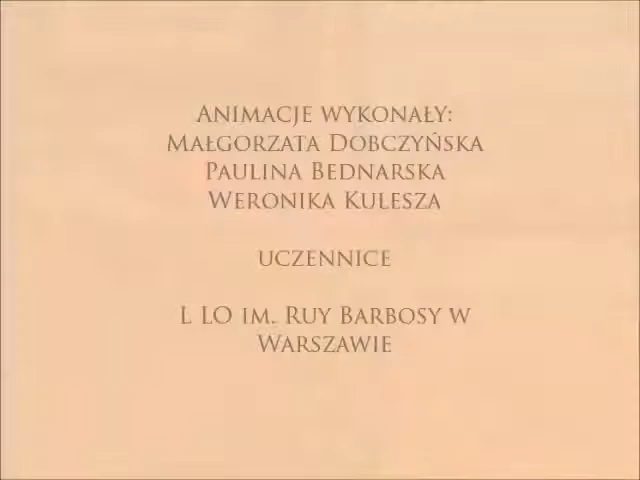 Animacje wykonały:
Małgorzata Dobczyńska
Paulina Bednarska
Weronika Kulesza
uczennice
L LO im. Ruy Barbosy w
Warszawie